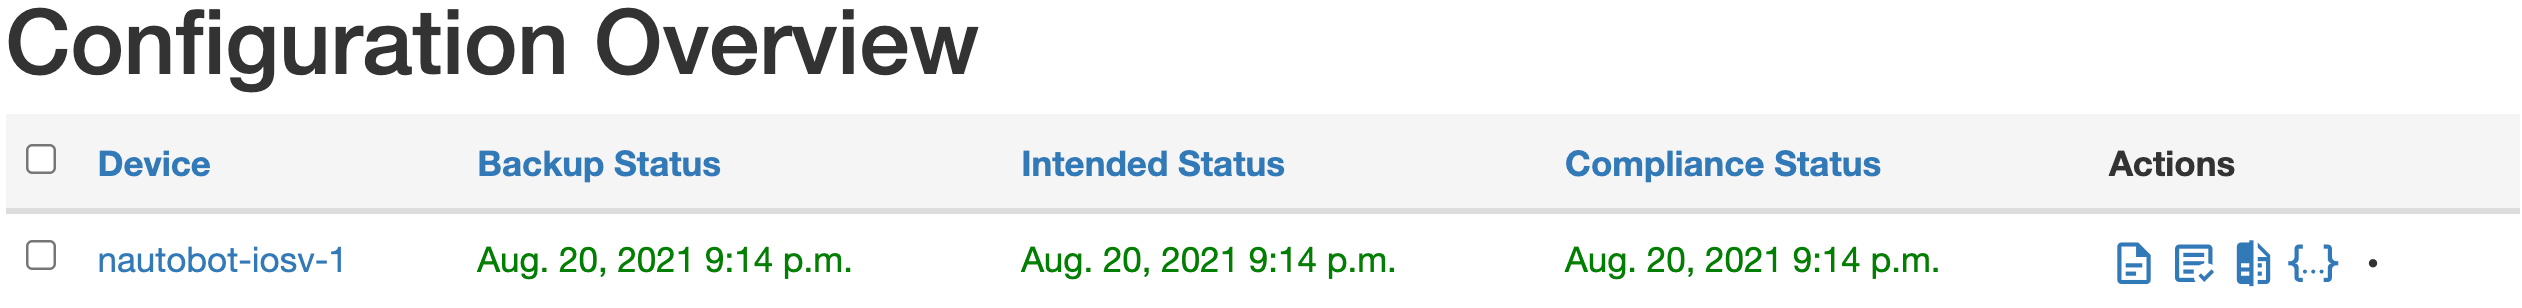 Configuration Overview
Device Backup Status Intended Status Compliance Status Actions
nautobot-iosv-1 Aug. 20, 2021 9:14 p.m. Aug. 20, 2021 9:14 p.m. Aug. 20, 2021 9:14 p.m. {...}